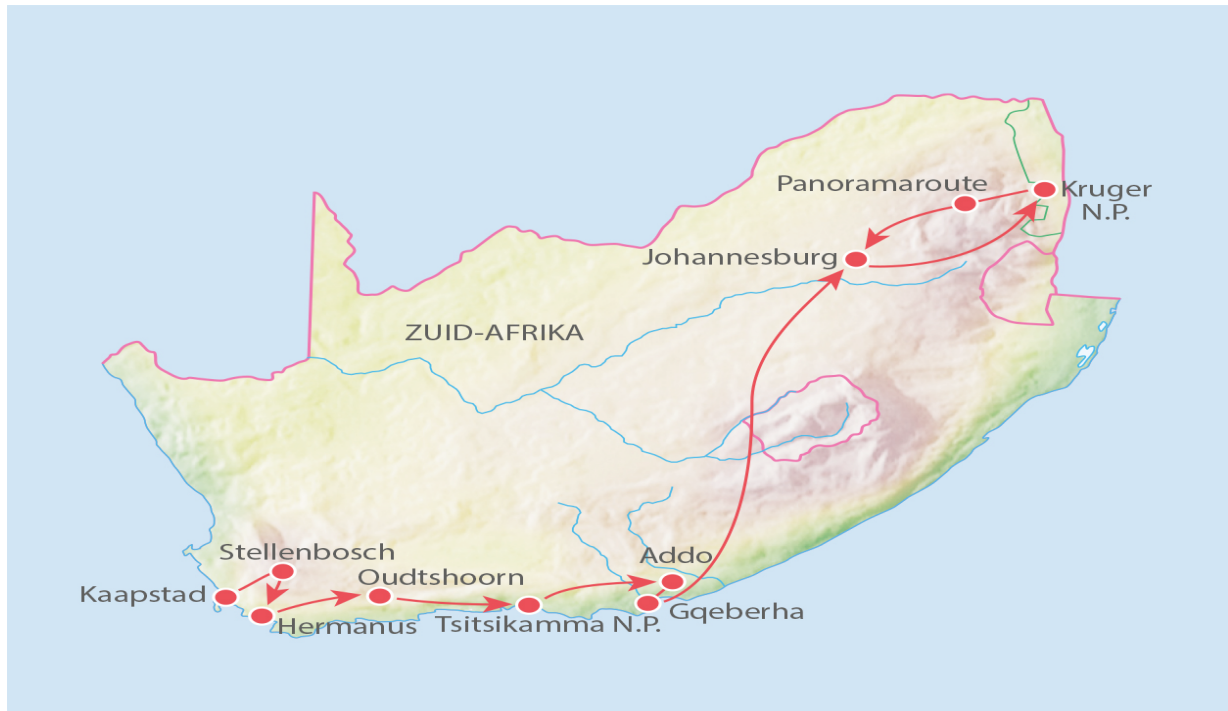 Panoramaroute
Kruger
N.P.
Johannesburg
ZUID-AFRIKA
Stellenbosch
Addo
Oudtshoorn
Kaapstad
Gqeberha
Hermanus
Tsitsikamma N.P.